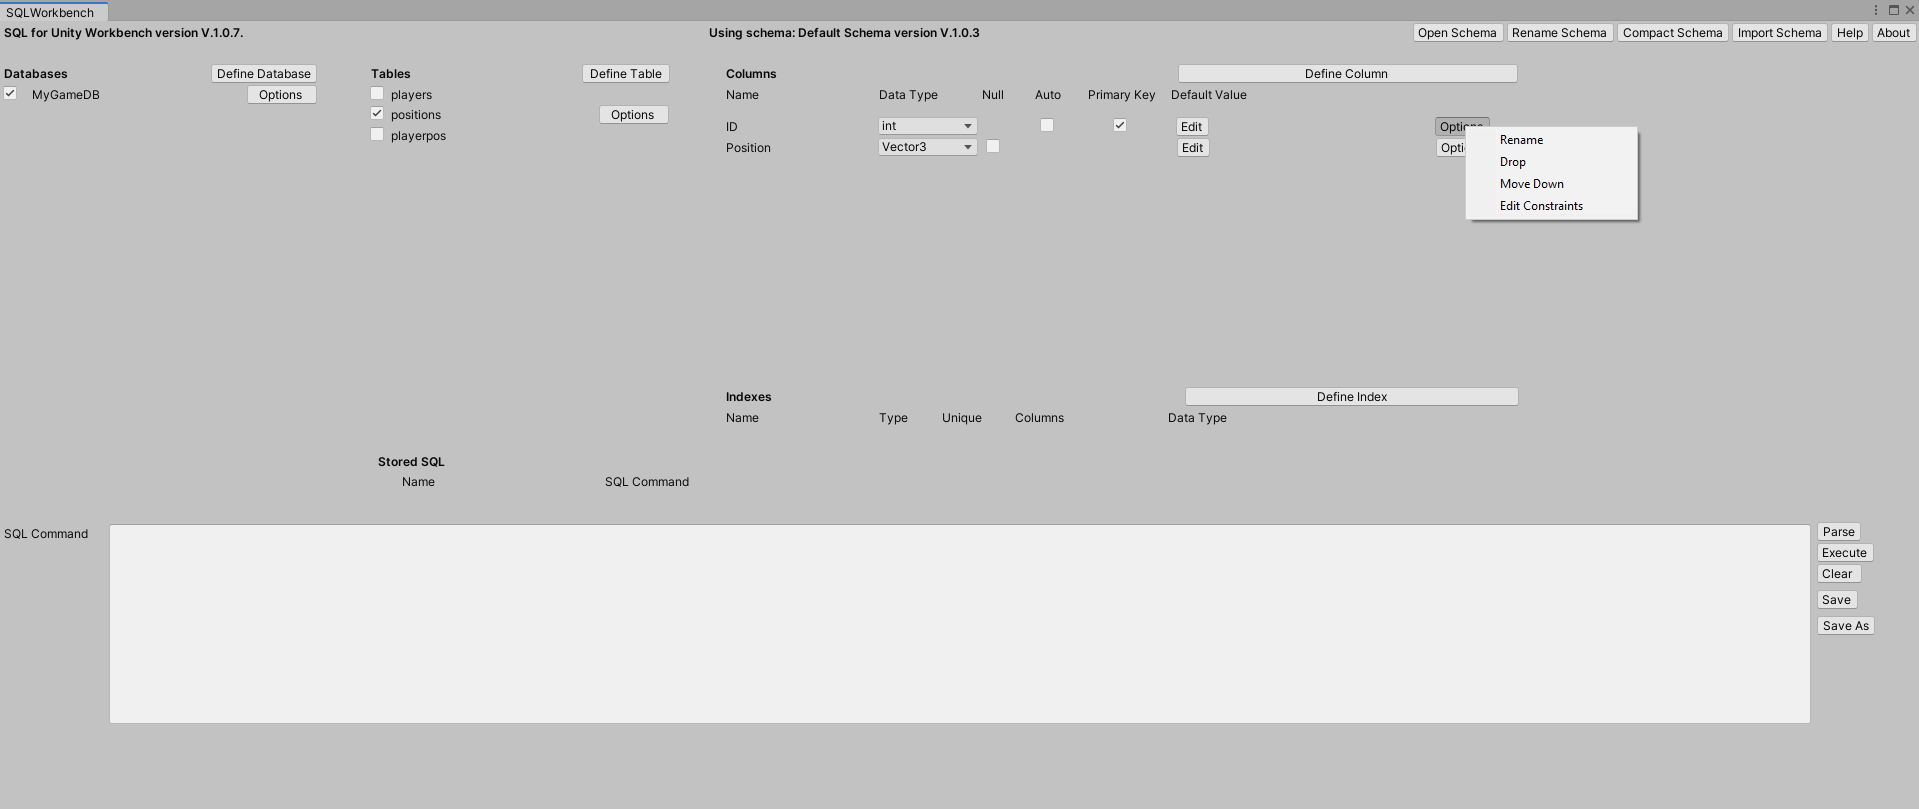 SQLWorkbench
SQL for Unity Workbench version V.1.0.7.
Using schema: Default Schema version V.1.0.3
Open Schema
Rename Schema
Compact Schema
Import Schema
Help
About
Databases
Define Database
Tables
Define Table
Columns
Define Column
MyGameDB
Options
players
Name
Data Type
Null
Auto
Primary Key
Default Value
positions
Options
ID
int
Edit
Options
playerpos
Position
Vector3
Edit
Rename
Drop
Move Down
Edit Constraints
Indexes
Define Index
Name
Type
Unique
Columns
Data Type
Stored SQL
Name
SQL Command
SQL Command
Parse
Execute
Clear
Save
Save As